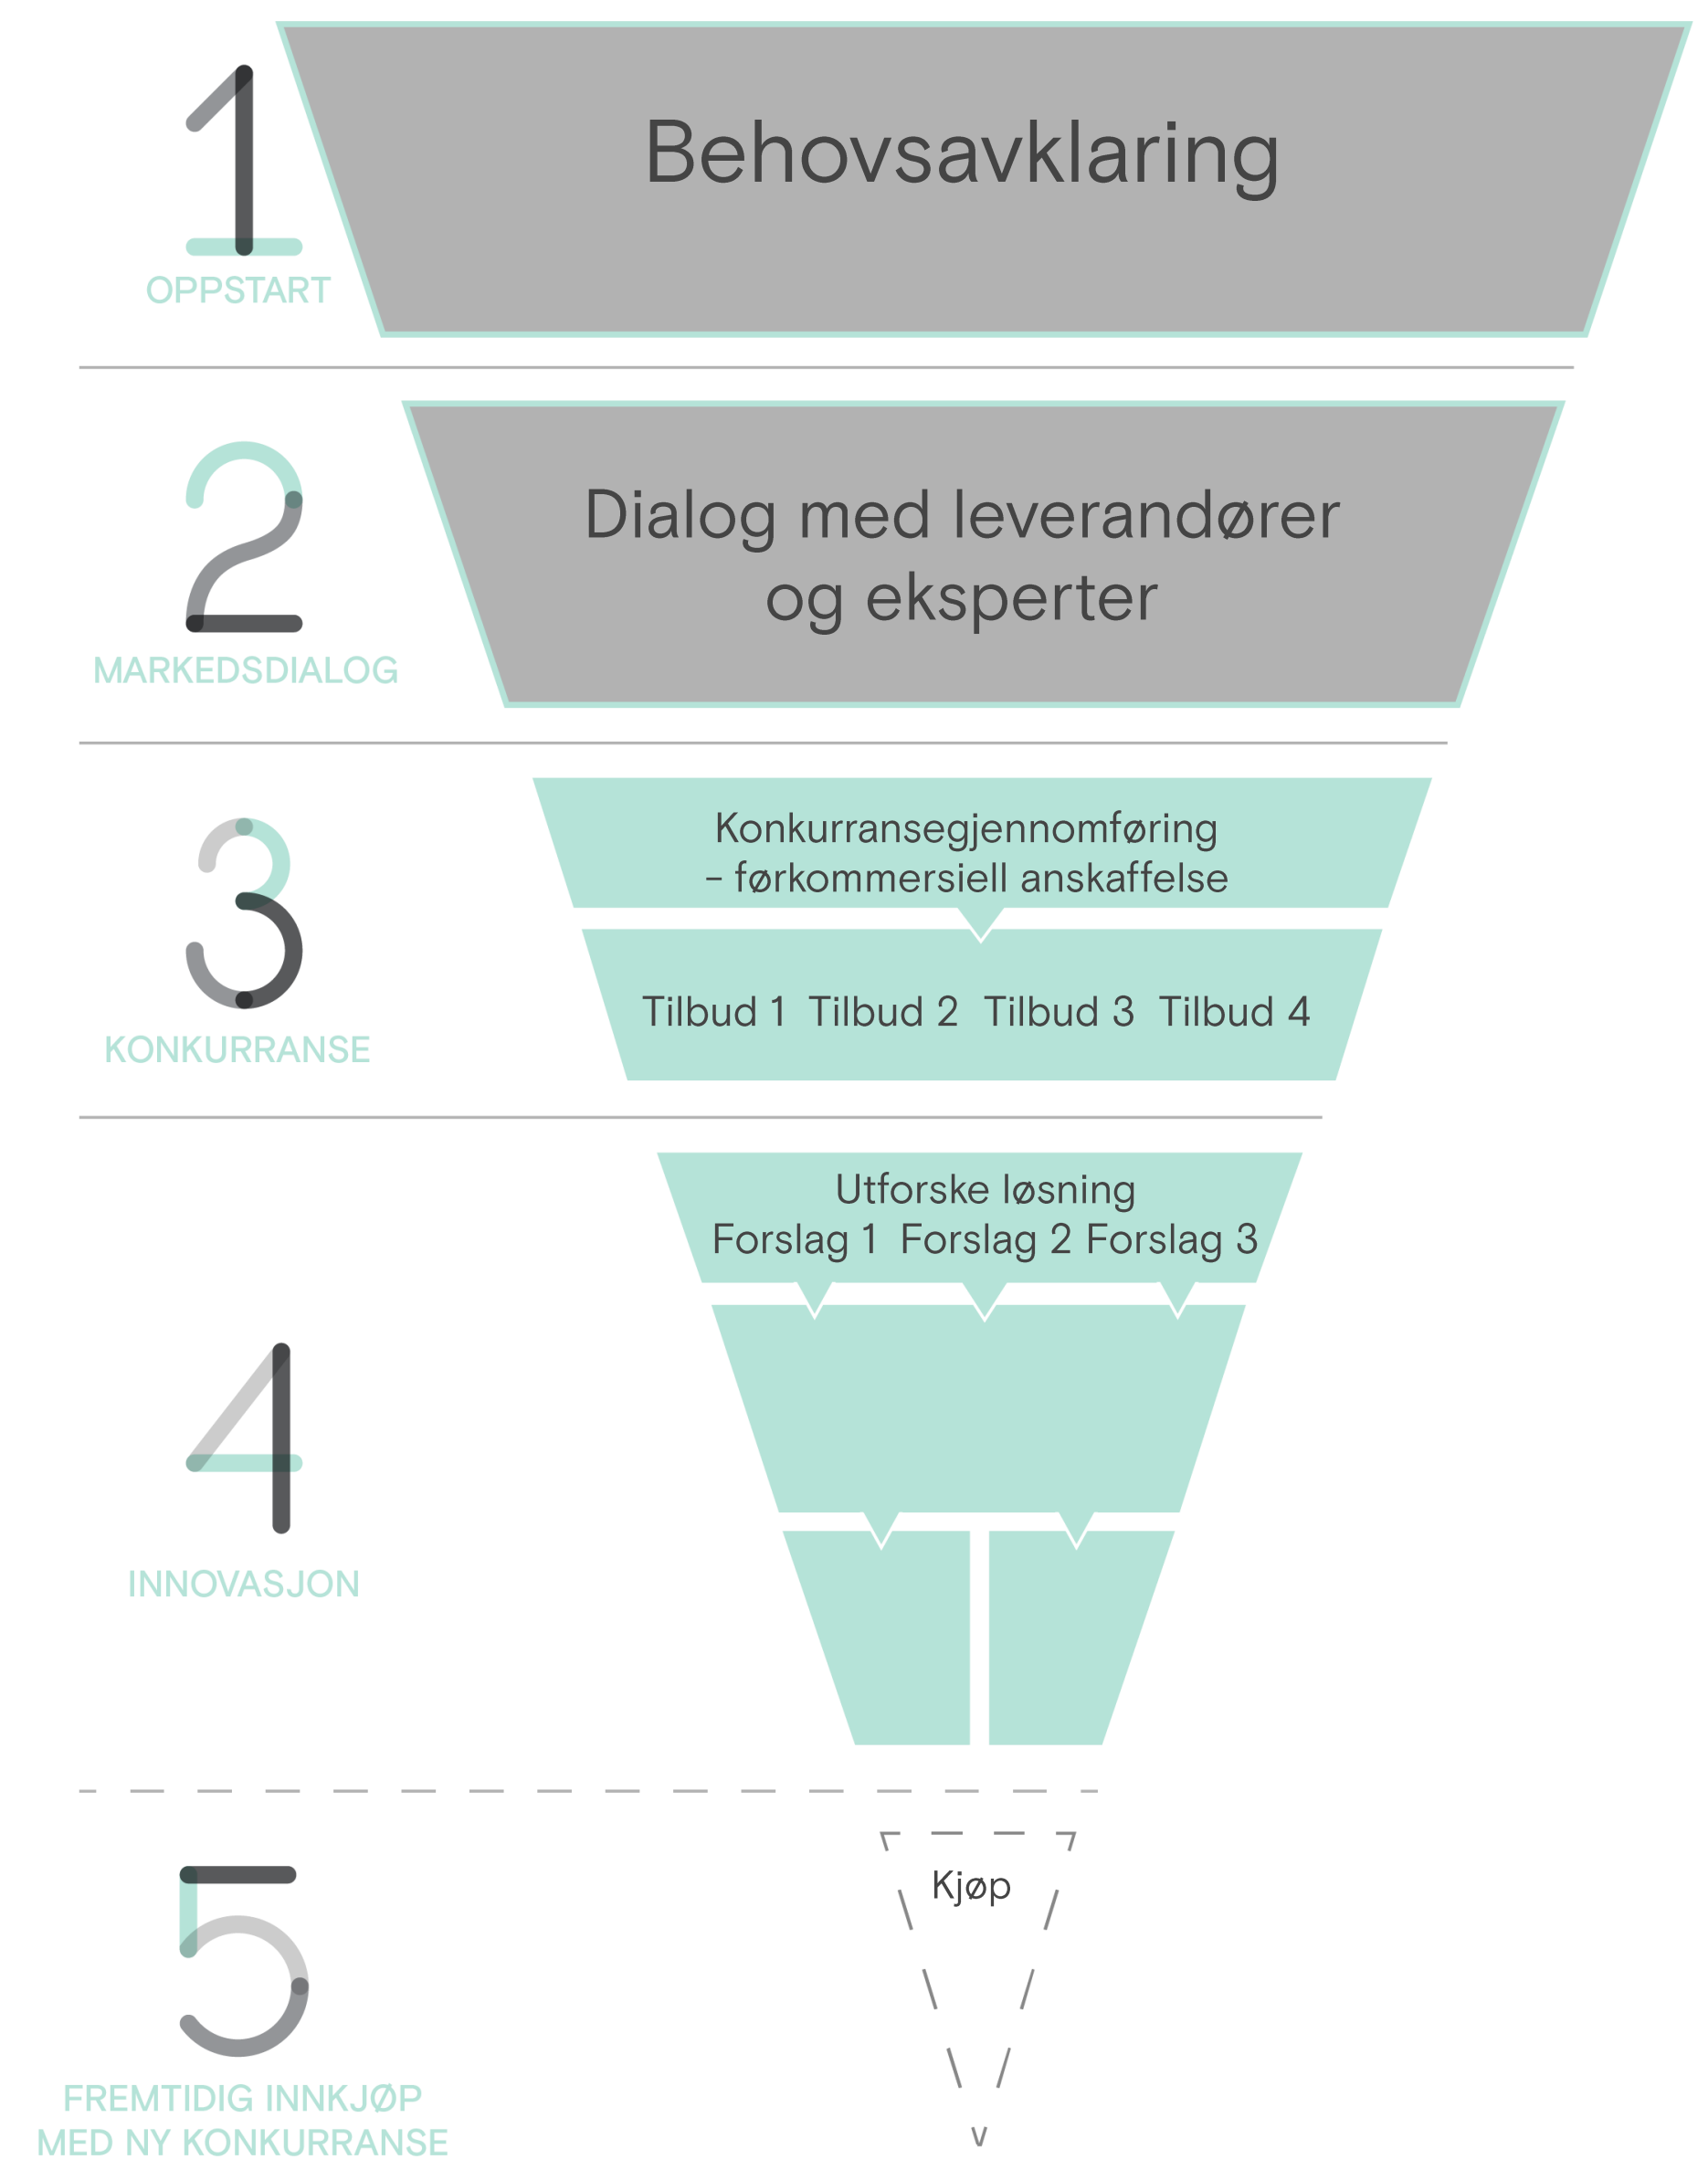 1
OPPSTART
Behovsavklaring
2
MARKEDSDIALOG
Dialog med leverandører
og eksperter
3
KONKURRANSE
Konkurransegjennomføring
– førkommersiell anskaffelse
Tilbud 1 Tilbud 2 Tilbud 3 Tilbud 4
4
INNOVASJON
Utforske løsning
Forslag 1 Forslag 2 Forslag 3
5
FREMTIDIG INNKJØP
MED NY KONKURRANSE
Kjøp